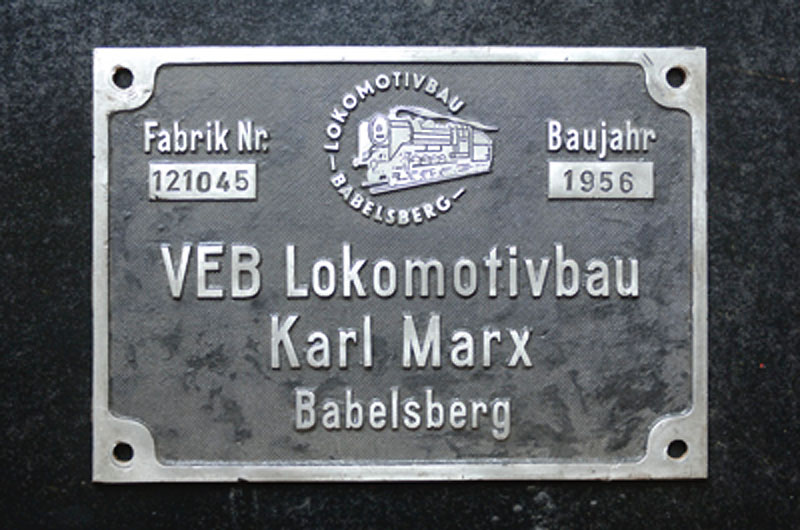 Fabrik Nr.
121045
LOKOMOTIVBAU
BABELSBERG
Baujahr
1956
VEB Lokomotivbau
Karl Marx
Babelsberg